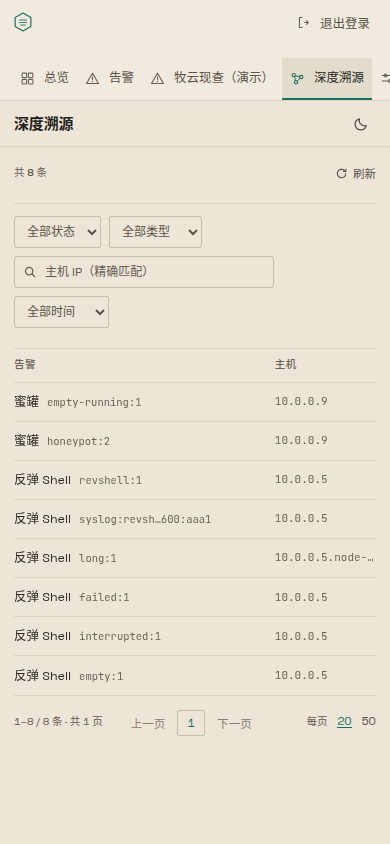 退出登录
总览 告警 牧云现查（演示） 深度溯源
深度溯源
共 8 条 刷新
全部状态 全部类型
主机 IP（精确匹配）
全部时间
告警 主机
蜜罐 empty-running:1 10.0.0.9
蜜罐 honeypot:2 10.0.0.9
反弹 Shell revshell:1 10.0.0.5
反弹 Shell syslog:revsh…600:aaa1 10.0.0.5
反弹 Shell long:1 10.0.0.5.node-…
反弹 Shell failed:1 10.0.0.5
反弹 Shell interrupted:1 10.0.0.5
反弹 Shell empty:1 10.0.0.5
1–8 / 8 条 · 共 1 页 上一页 1 下一页 每页 20 50